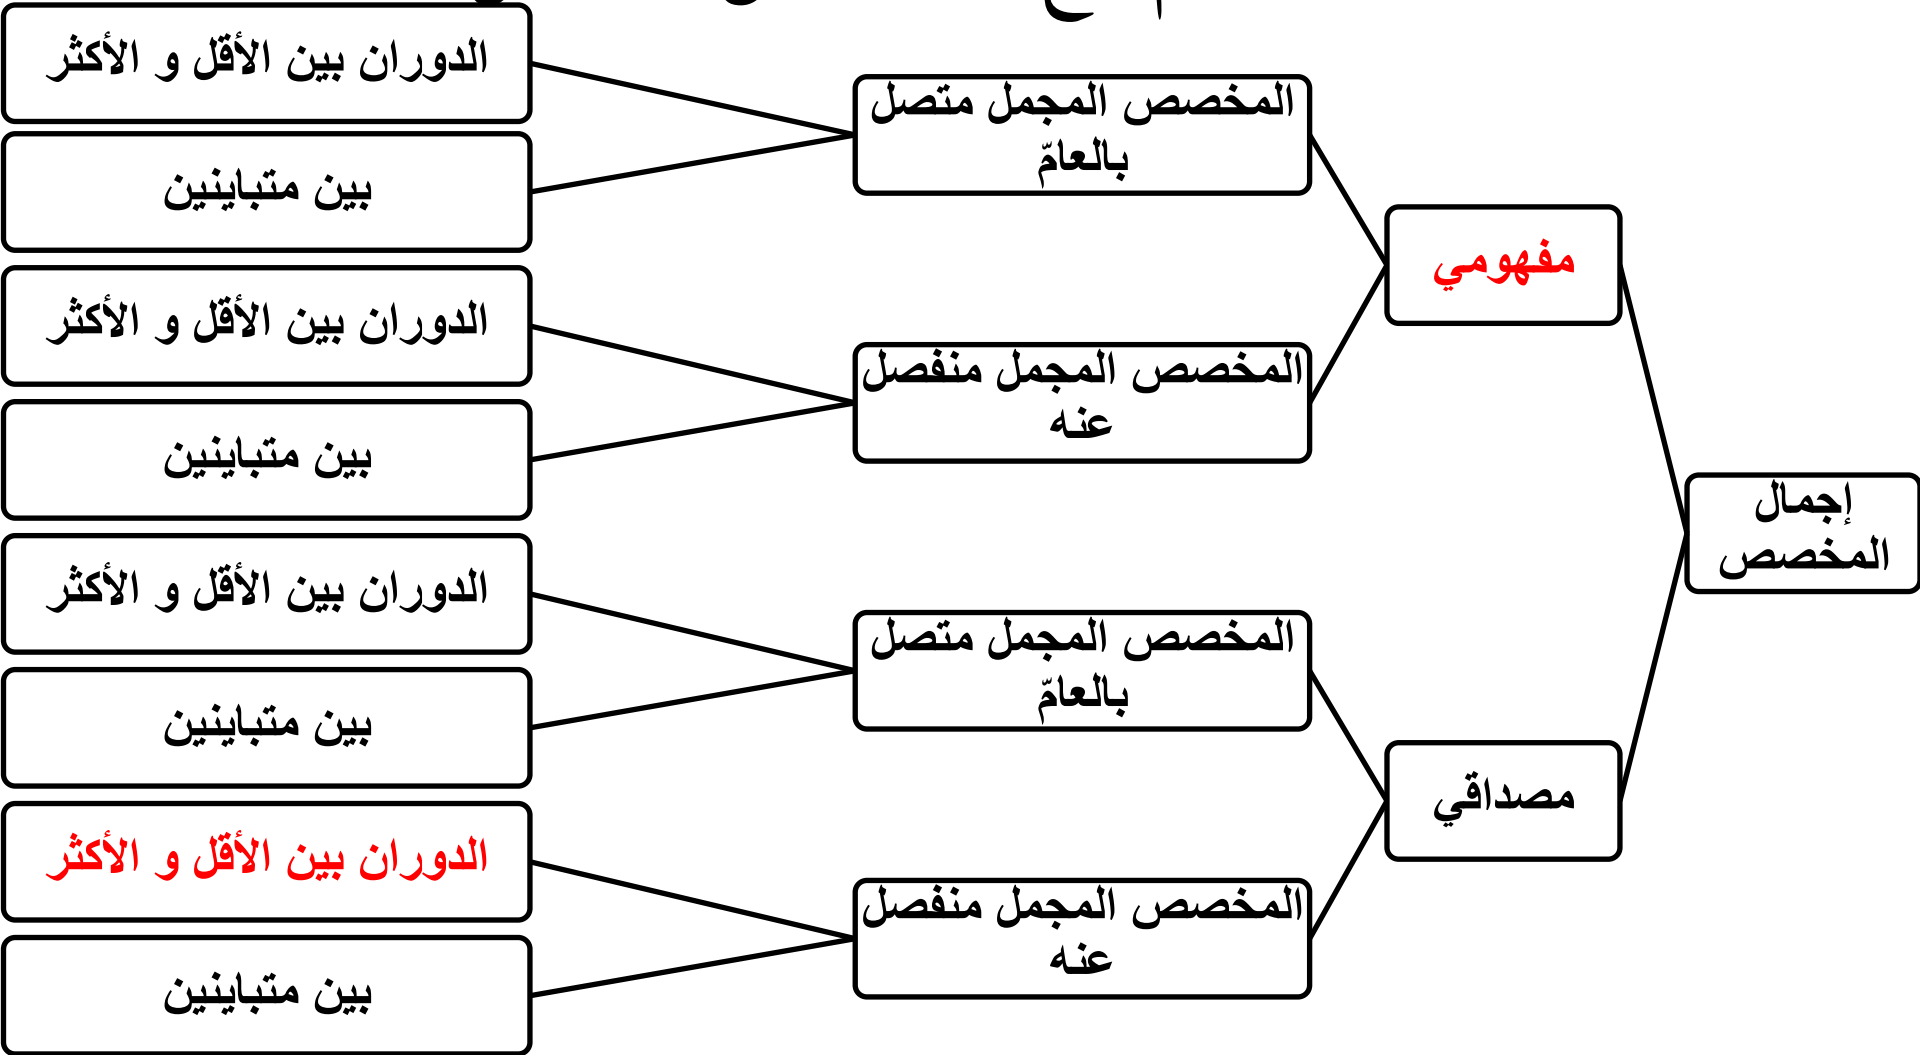 إجمال
المخصص
مفهومي
المخصص المجمل متصل
بالعامّ
الدوران بين الأقل و الأكثر
بين متباينين
المخصص المجمل منفصل
عنه
الدوران بين الأقل و الأكثر
بين متباينين
مصداقي
المخصص المجمل متصل
بالعامّ
الدوران بين الأقل و الأكثر
بين متباينين
المخصص المجمل منفصل
عنه
الدوران بين الأقل و الأكثر
بين متباينين